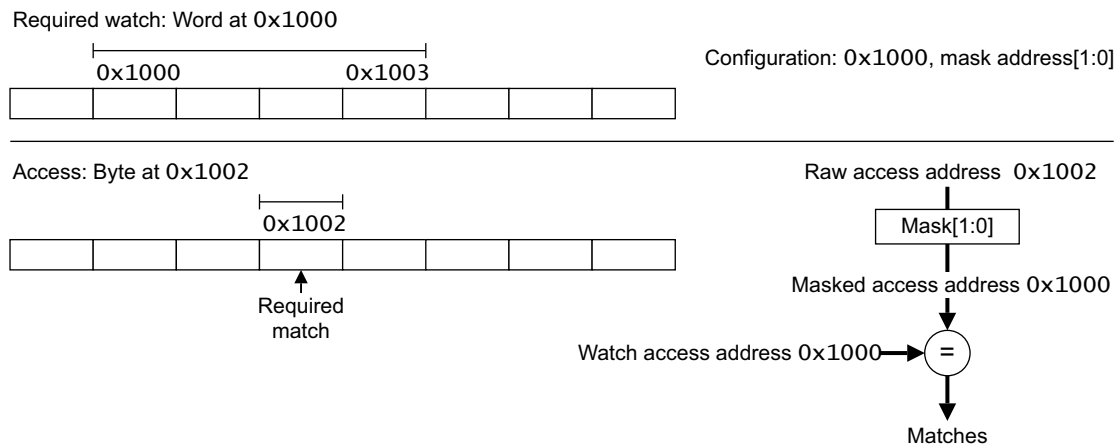 Required watch: Word at 0x1000
0x1000 0x1003
Configuration: 0x1000, mask address[1:0]
Access: Byte at 0x1002
0x1002
Required
match
Raw access address 0x1002
Mask[1:0]
Masked access address 0x1000
Watch access address 0x1000
=
Matches